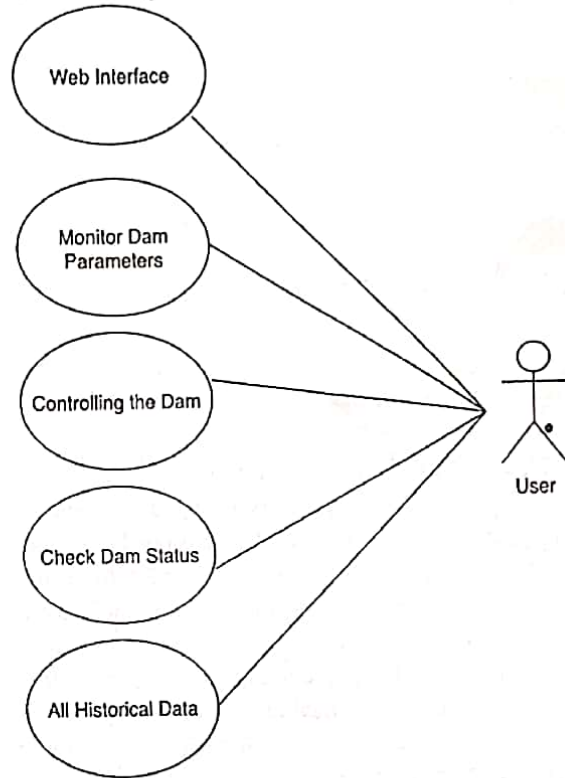 Web Interface
Monitor Dam
Parameters
Controlling the Dam
User
Check Dam Status
All Historical Data